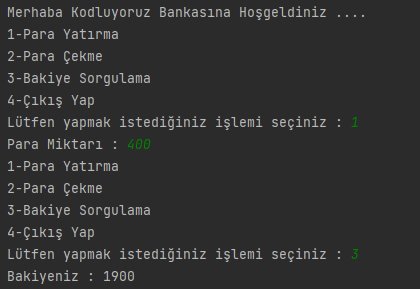 Merhaba Kodluyoruz Bankasına Hoşgeldiniz ....
1-Para Yatırma
2-Para Çekme
3-Bakiye Sorgulama
4-Çıkış Yap
Lütfen yapmak istediğiniz işlemi seçiniz : 1
Para Miktarı : 400
1-Para Yatırma
2-Para Çekme
3-Bakiye Sorgulama
4-Çıkış Yap
Lütfen yapmak istediğiniz işlemi seçiniz : 3
Bakiyeniz : 1900